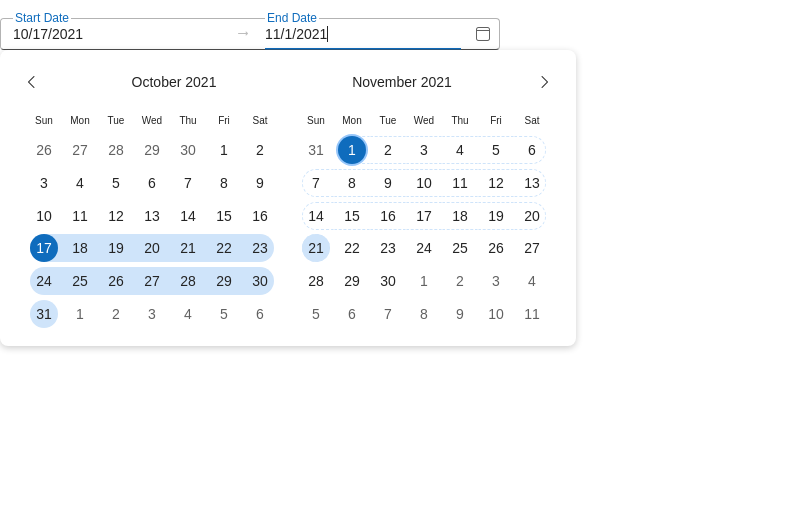 Start Date End Date
10/17/2021 → 11/1/2021
October 2021 November 2021
Sun Mon Tue Wed Thu Fri Sat Sun Mon Tue Wed Thu Fri Sat
26 27 28 29 30 1 2 31 1 2 3 4 5 6
3 4 5 6 7 8 9 7 8 9 10 11 12 13
10 11 12 13 14 15 16 14 15 16 17 18 19 20
17 18 19 20 21 22 23 21 22 23 24 25 26 27
24 25 26 27 28 29 30 28 29 30 1 2 3 4
31 1 2 3 4 5 6 5 6 7 8 9 10 11